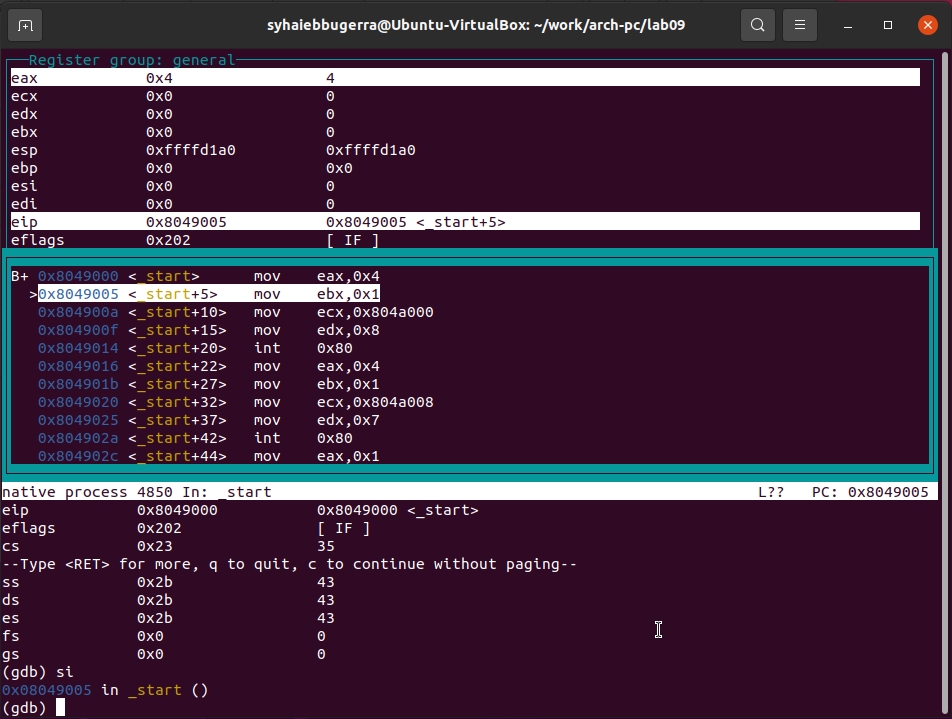 syhaiebbugerra@Ubuntu-VirtualBox: ~/work/arch-pc/lab09
Register group: general
eax            0x4                 4
ecx            0x0                 0
edx            0x0                 0
ebx            0x0                 0
esp            0xffffd1a0          0xffffd1a0
ebp            0x0                 0x0
esi            0x0                 0
edi            0x0                 0
eip            0x8049005           0x8049005 <_start+5>
eflags         0x202               [ IF ]
B+ 0x8049000 <_start>      mov    eax,0x4
  >0x8049005 <_start+5>    mov    ebx,0x1
   0x804900a <_start+10>   mov    ecx,0x804a000
   0x804900f <_start+15>   mov    edx,0x8
   0x8049014 <_start+20>   int    0x80
   0x8049016 <_start+22>   mov    eax,0x4
   0x804901b <_start+27>   mov    ebx,0x1
   0x8049020 <_start+32>   mov    ecx,0x804a008
   0x8049025 <_start+37>   mov    edx,0x7
   0x804902a <_start+42>   int    0x80
   0x804902c <_start+44>   mov    eax,0x1
native process 4850 In: _start                                                      L??   PC: 0x8049005
eip            0x8049000           0x8049000 <_start>
eflags         0x202               [ IF ]
cs             0x23                35
--Type <RET> for more, q to quit, c to continue without paging--
ss             0x2b                43
ds             0x2b                43
es             0x2b                43
fs             0x0                 0
gs             0x0                 0
(gdb) si
0x08049005 in _start ()
(gdb)